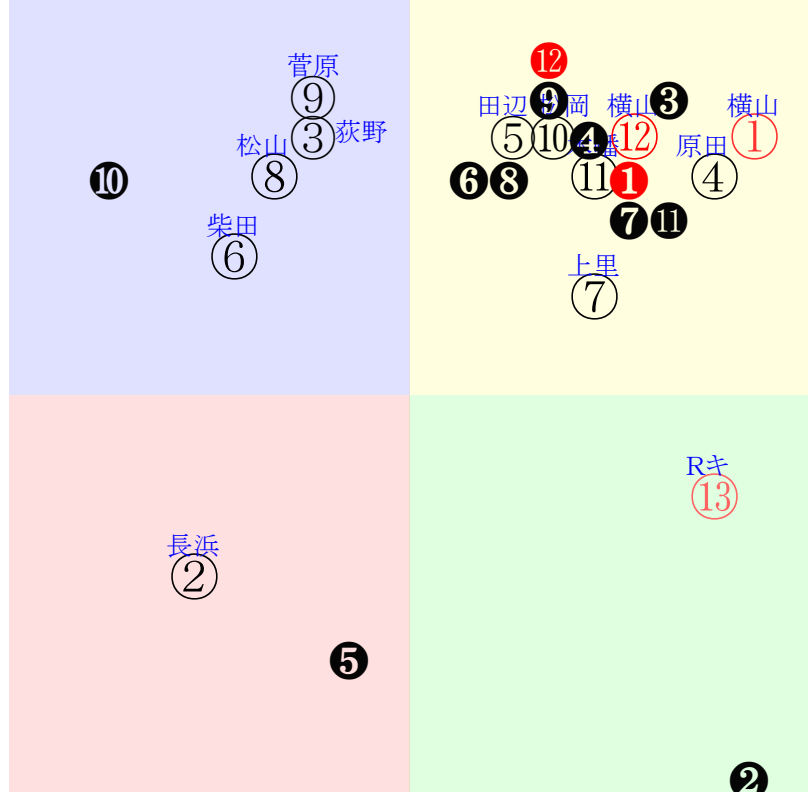 菅原
⑨
③ 荻野
松山
⑧
柴田
⑥
❿
⓬
❾ ❸
田辺 松岡 横山 横山
⑤ ⑩ ❹ ⑫ ①
原田
❻ ❽ ⑪ ❶ ④
❼ ⓫
上里
⑦
長浜
②
❺
Rキ
⑬
❷